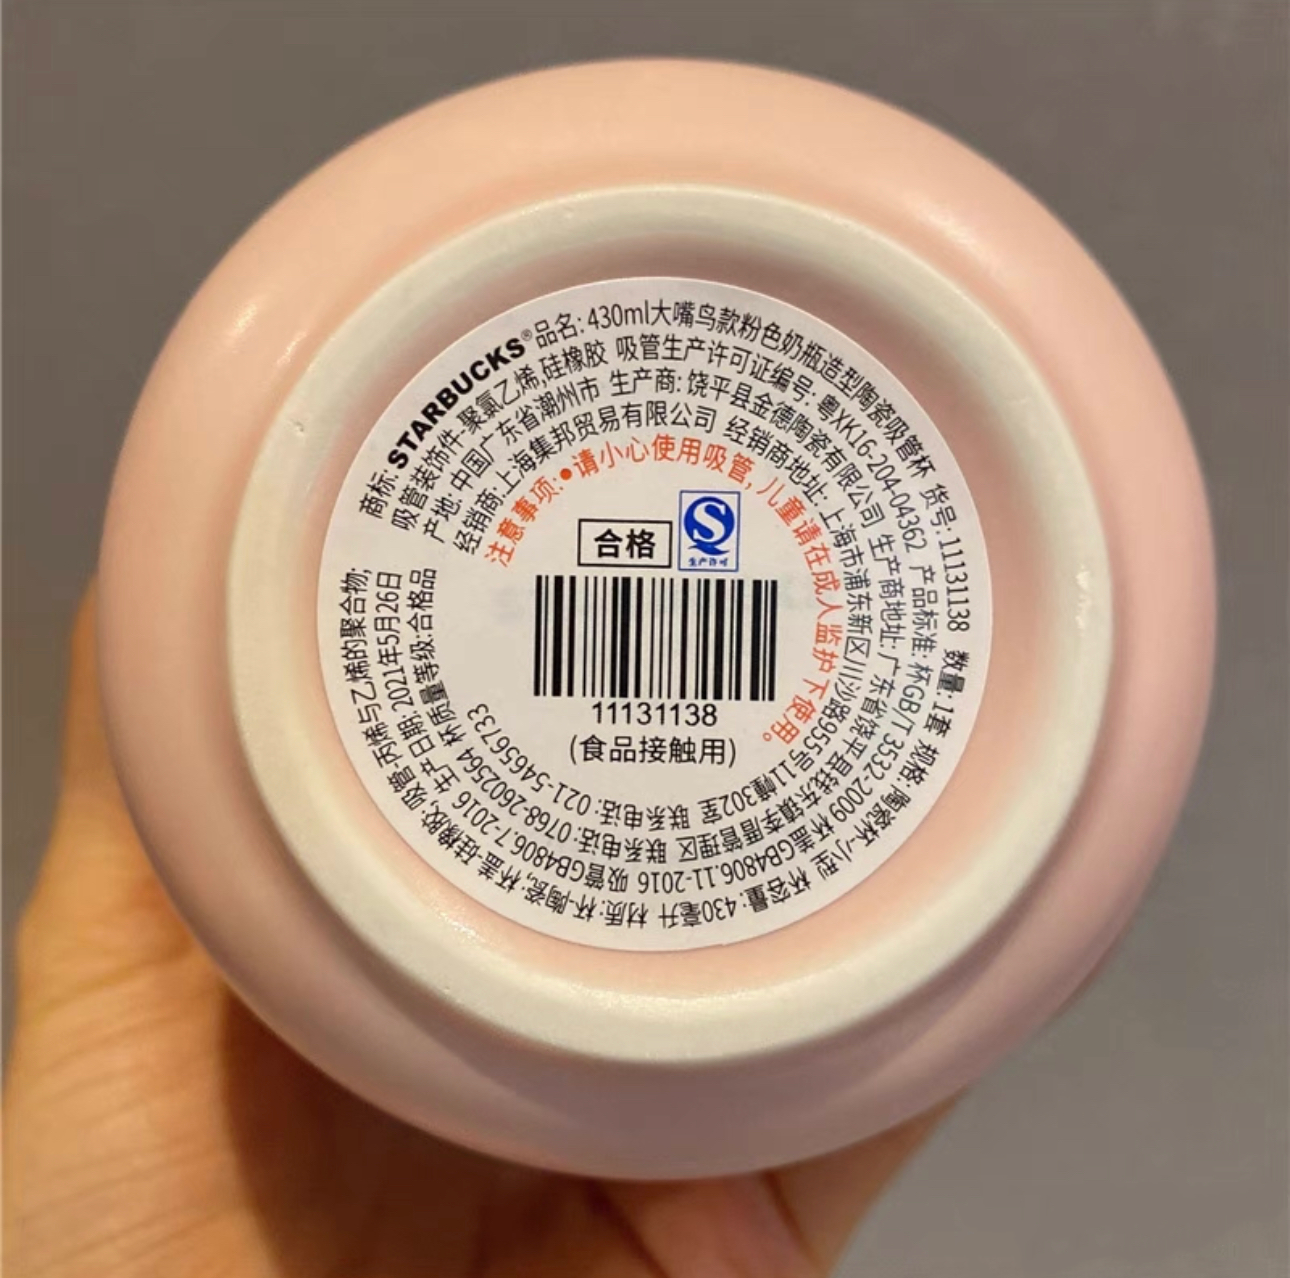 商标: STARBUCKS® 品名: 430ml大嘴鸟款粉色奶瓶造型陶瓷吸管杯 货号: 11131138 数量: 1套 规格: 陶瓷杯-小型 杯容量: 430毫升 材质: 杯-陶瓷; 杯盖-硅橡胶; 吸管-丙烯与乙烯的聚合物;
吸管装饰件-聚氯乙烯,硅橡胶 吸管生产许可证编号: 粤XK16-204-04362 产品标准: 杯GB/T 3532-2009 杯盖GB4806.11-2016 吸管GB4806.7-2016 生产日期: 2021年5月26日
产地: 中国广东省潮州市 生产商: 饶平县金德陶瓷有限公司 生产商地址: 广东省饶平县钱东镇李厝管理区 联系电话: 0768-2602564 杯质量等级:合格品
经销商: 上海集邦贸易有限公司 经销商地址: 上海市浦东新区川沙路955号11幢302室 联系电话: 021-54656733
注意事项: ●请小心使用吸管, 儿童请在成人监护下使用。
合格
生产许可
11131138
(食品接触用)